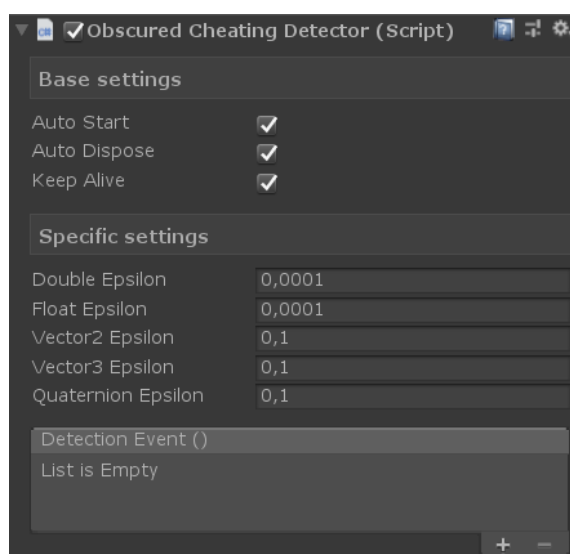 Obscured Cheating Detector (Script)
Base settings
Auto Start
Auto Dispose
Keep Alive
Specific settings
Double Epsilon 0,0001
Float Epsilon 0,0001
Vector2 Epsilon 0,1
Vector3 Epsilon 0,1
Quaternion Epsilon 0,1
Detection Event ()
List is Empty
+ −